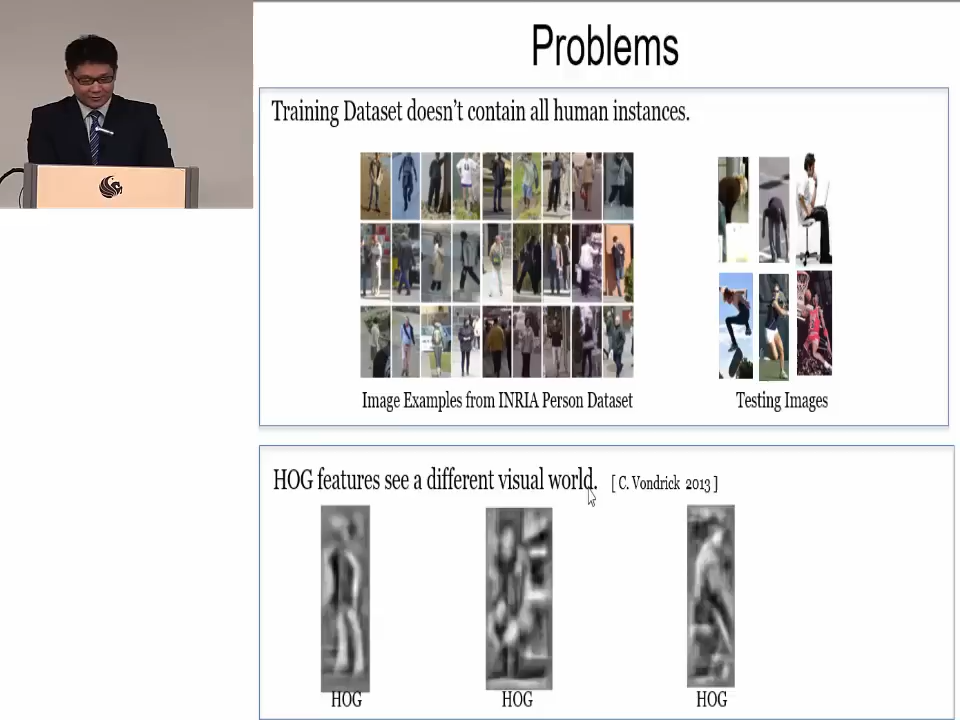 Problems
Training Dataset doesn't contain all human instances.
Image Examples from INRIA Person Dataset
Testing Images
HOG features see a different visual world. [ C. Vondrick 2013 ]
HOG
HOG
HOG